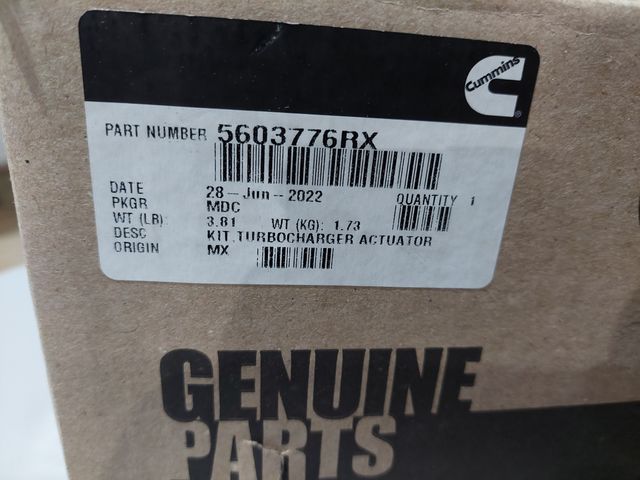 Cummins
PART NUMBER 5603776RX
DATE 28-Jun-2022 QUANTITY 1
PKGR MDC
WT (LB) 3.81 WT (KG): 1.73
DESC KIT,TURBOCHARGER ACTUATOR
ORIGIN MX
GENUINE
PARTS